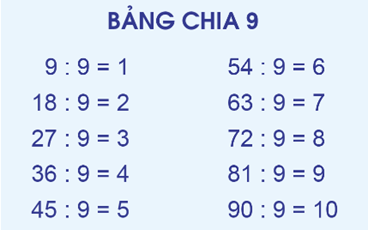 BẢNG CHIA 9
9 : 9 = 1
18 : 9 = 2
27 : 9 = 3
36 : 9 = 4
45 : 9 = 5
54 : 9 = 6
63 : 9 = 7
72 : 9 = 8
81 : 9 = 9
90 : 9 = 10